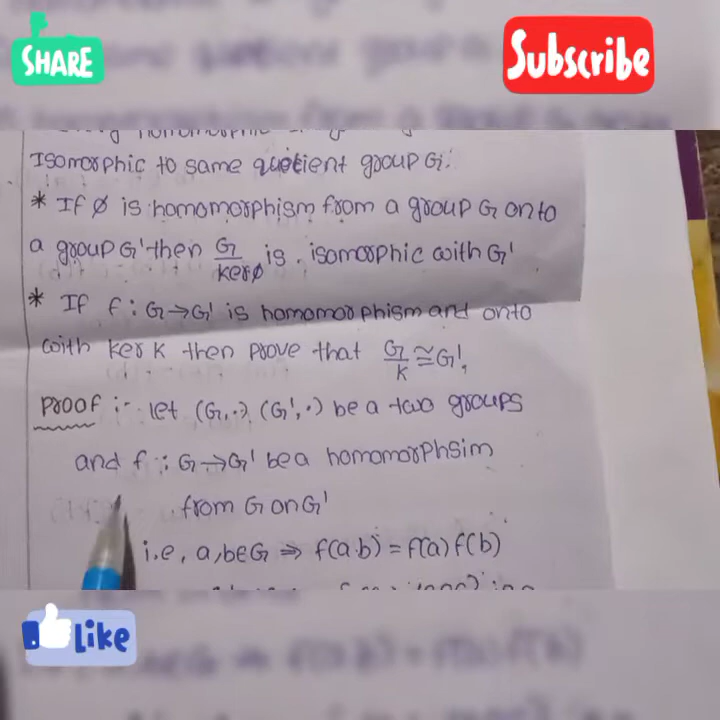 SHARE
Subscribe
Isomorphic to same quotient group G.
* If ø is homomorphism from a group G onto
a group G' then G/kerø is isomorphic with G'
* If f : G→G' is homomorphism and onto
with ker K then prove that G/K ≅ G'.
Proof :- let (G,·), (G',·) be a two groups
and f : G→G' be a homomorphsim
from G on G'
i.e, a,b∈G ⇒ f(a·b) = f(a) f(b)
Like